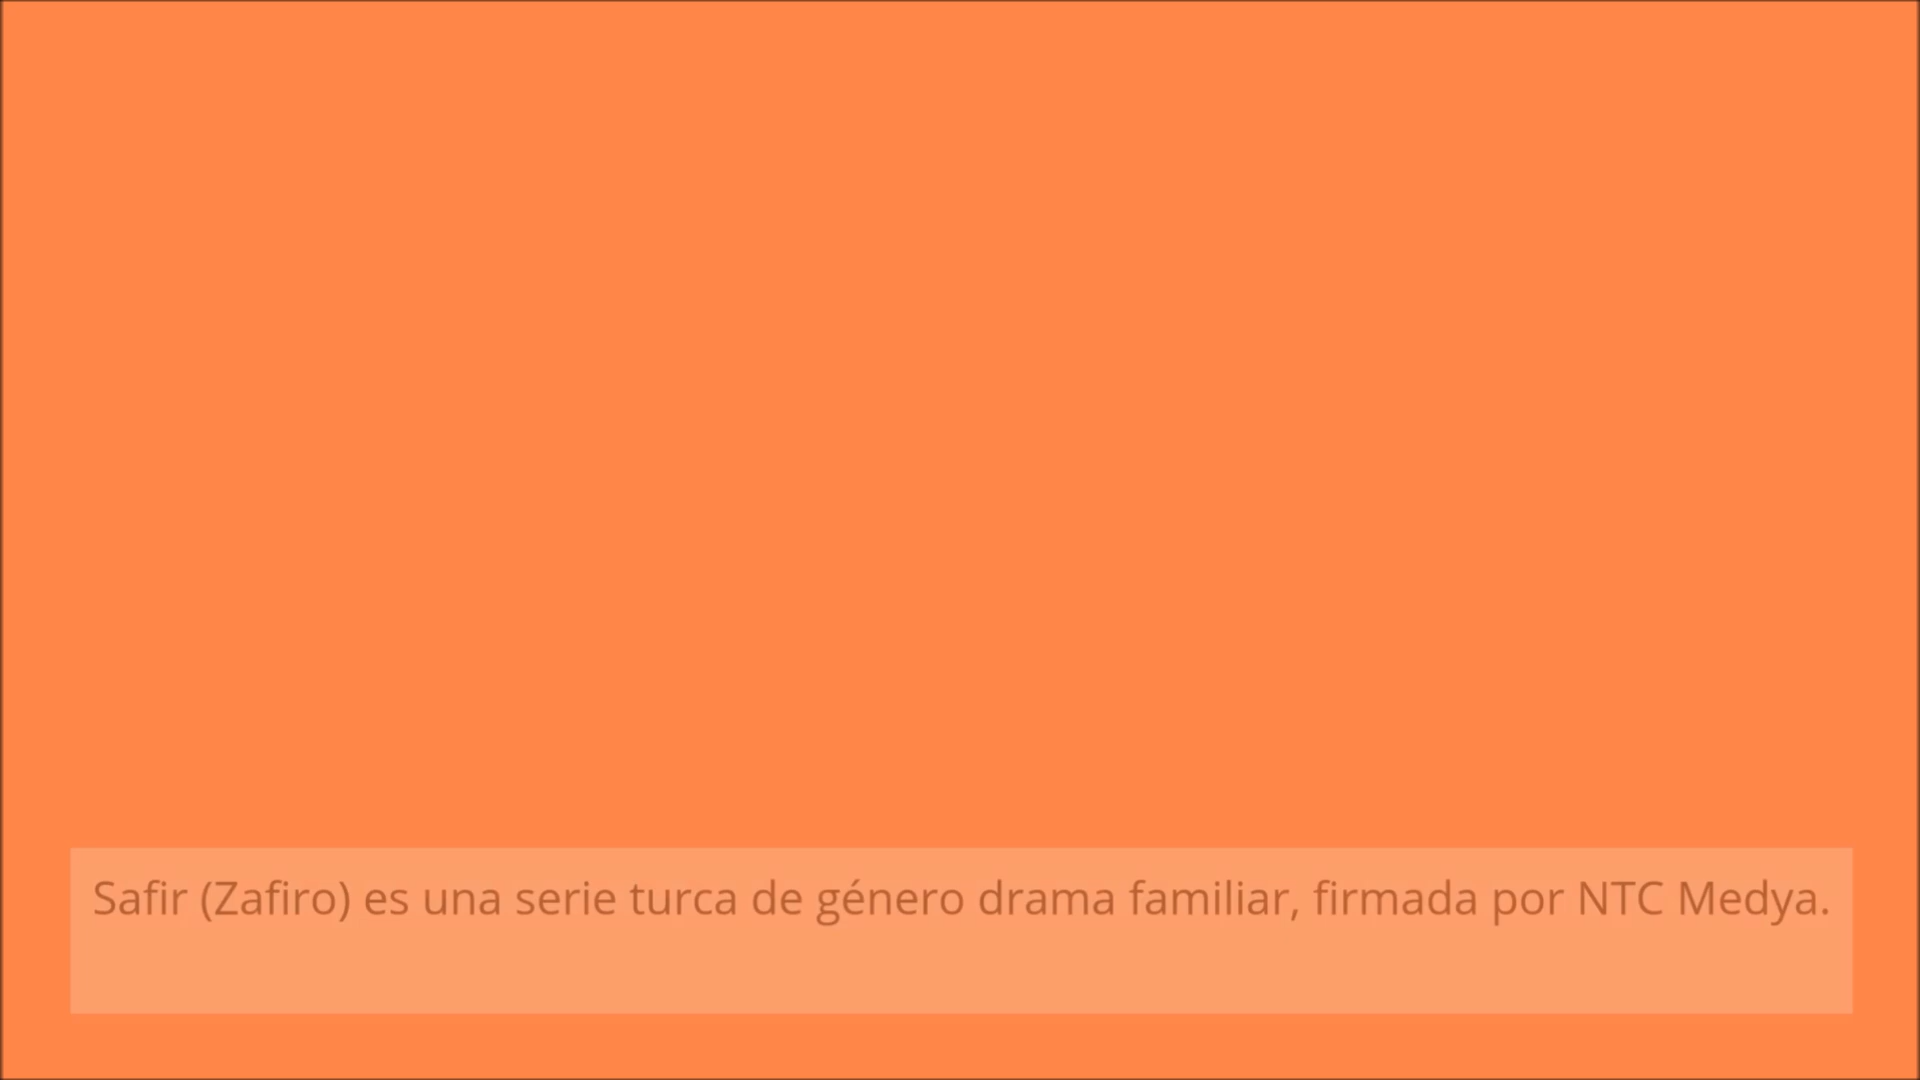 Safir (Zafiro) es una serie turca de género drama familiar, firmada por NTC Medya.